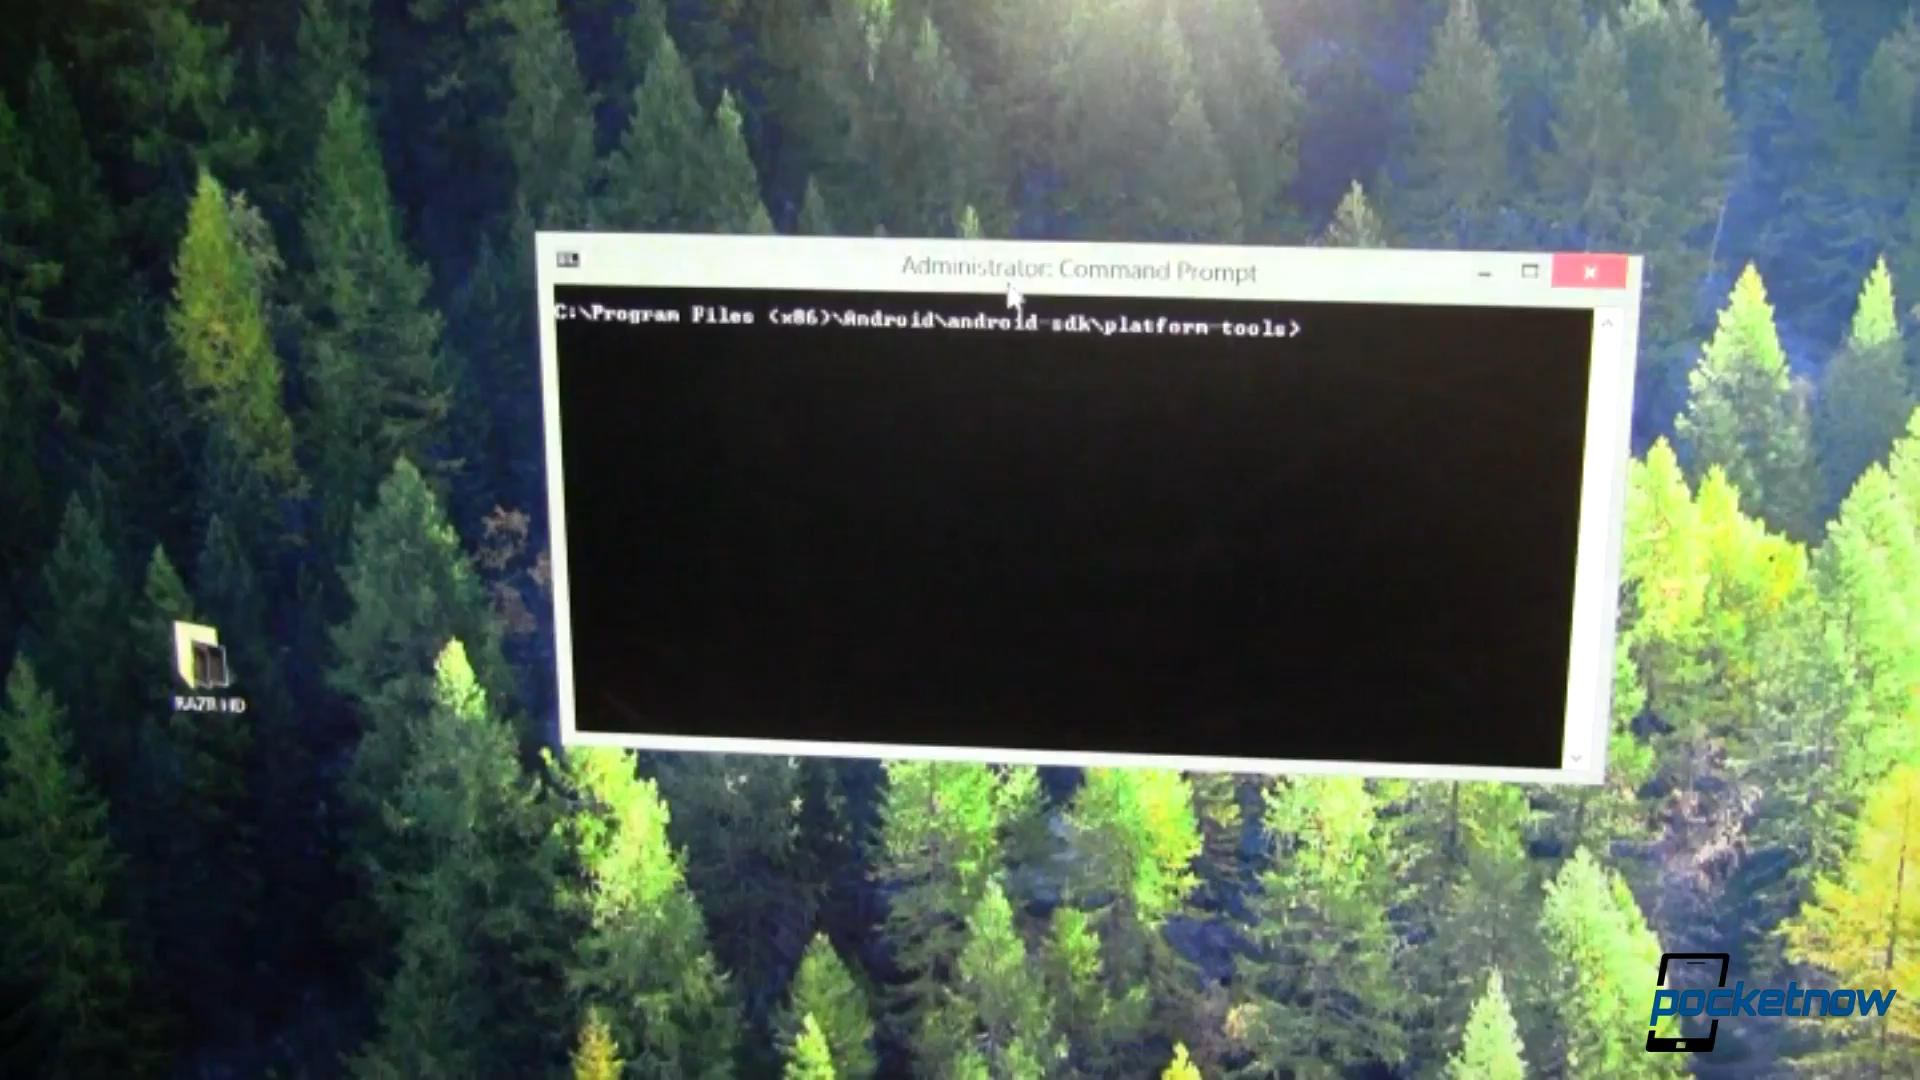 Administrator: Command Prompt
C:\Program Files (x86)\Android\android-sdk\platform-tools>
RAZR HD
pocketnow